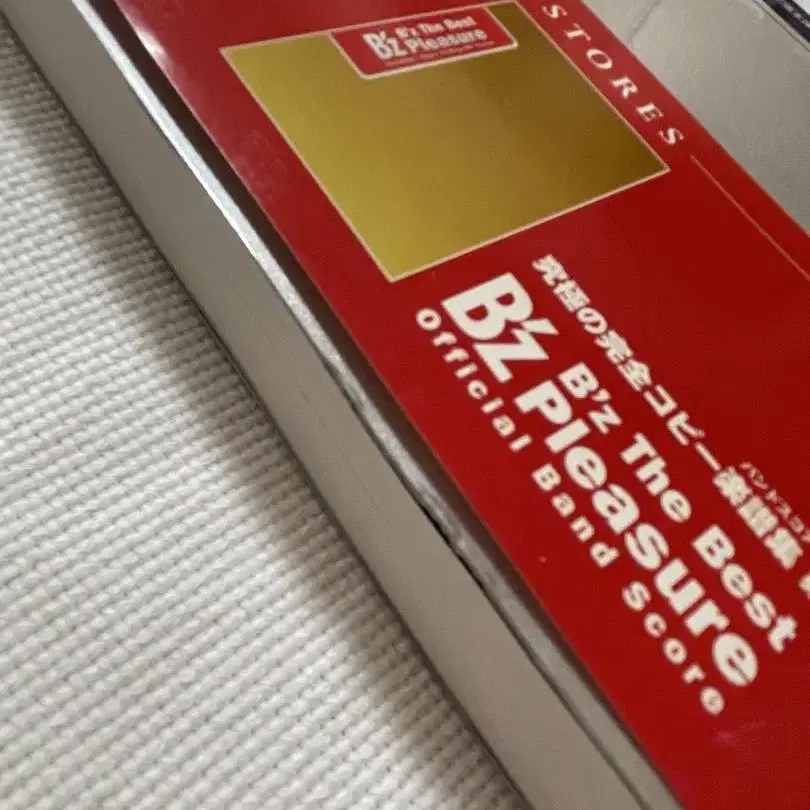 B'z The Best
B'z Pleasure
STORES
究極の完全コピー楽譜集
バンドスコア
B'z The Best
B'z Pleasure
Official Band Score